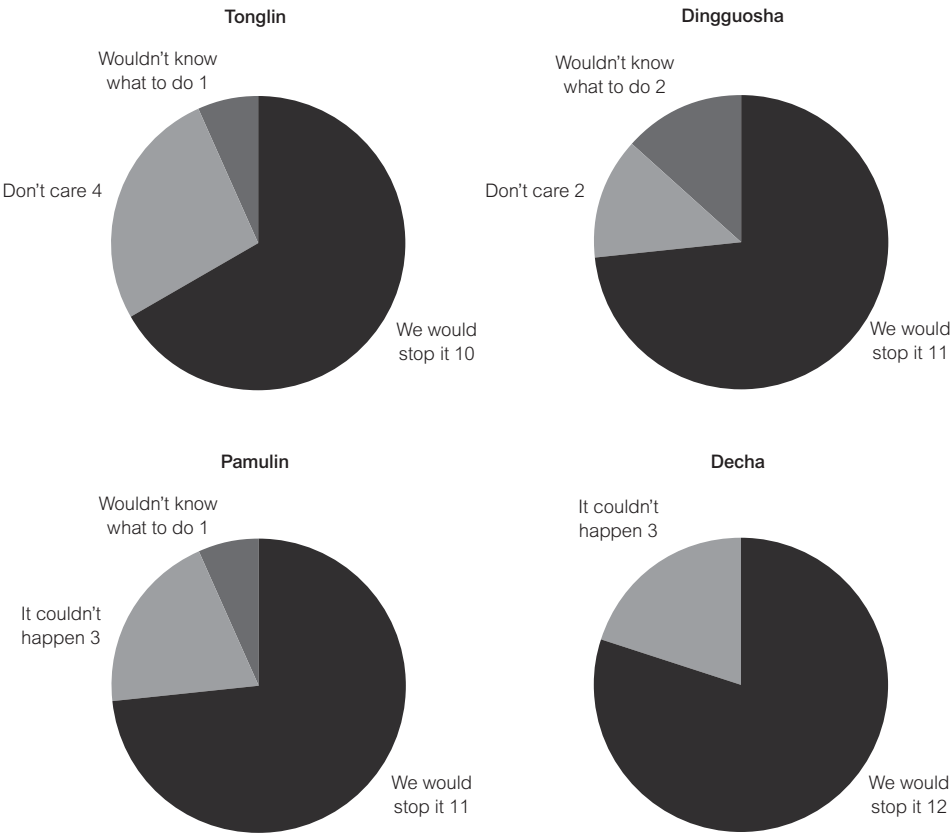 Tonglin
Wouldn’t know
what to do 1
Don’t care 4
We would
stop it 10
Dingguosha
Wouldn’t know
what to do 2
Don’t care 2
We would
stop it 11
Pamulin
Wouldn’t know
what to do 1
It couldn’t
happen 3
We would
stop it 11
Decha
It couldn’t
happen 3
We would
stop it 12